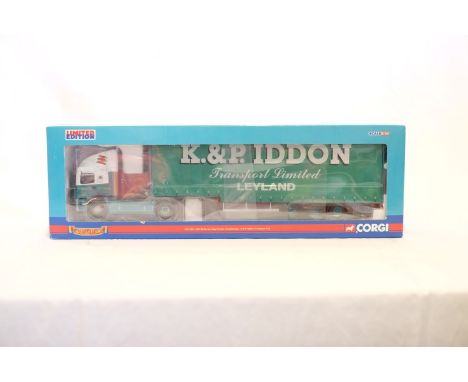 LIMITED
EDITION
K.&P. IDDON
Transport Limited
LEYLAND
CORGI